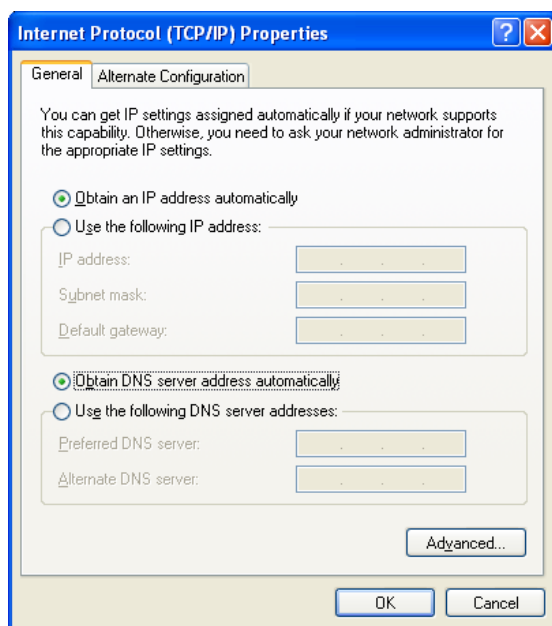 Internet Protocol (TCP/IP) Properties
General
Alternate Configuration
You can get IP settings assigned automatically if your network supports
this capability. Otherwise, you need to ask your network administrator for
the appropriate IP settings.
Obtain an IP address automatically
Use the following IP address:
IP address:
Subnet mask:
Default gateway:
Obtain DNS server address automatically
Use the following DNS server addresses:
Preferred DNS server:
Alternate DNS server:
Advanced...
OK
Cancel